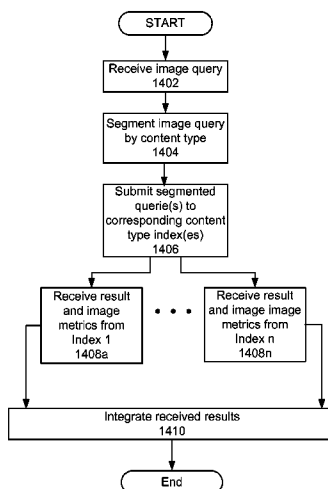 START
Receive image query
1402
Segment image query
by content type
1404
Submit segmented
querie(s) to
corresponding content
type index(es)
1406
Receive result
and image
metrics from
Index 1
1408a
• • •
Receive result
and image image
metrics from
Index n
1408n
Integrate received results
1410
End